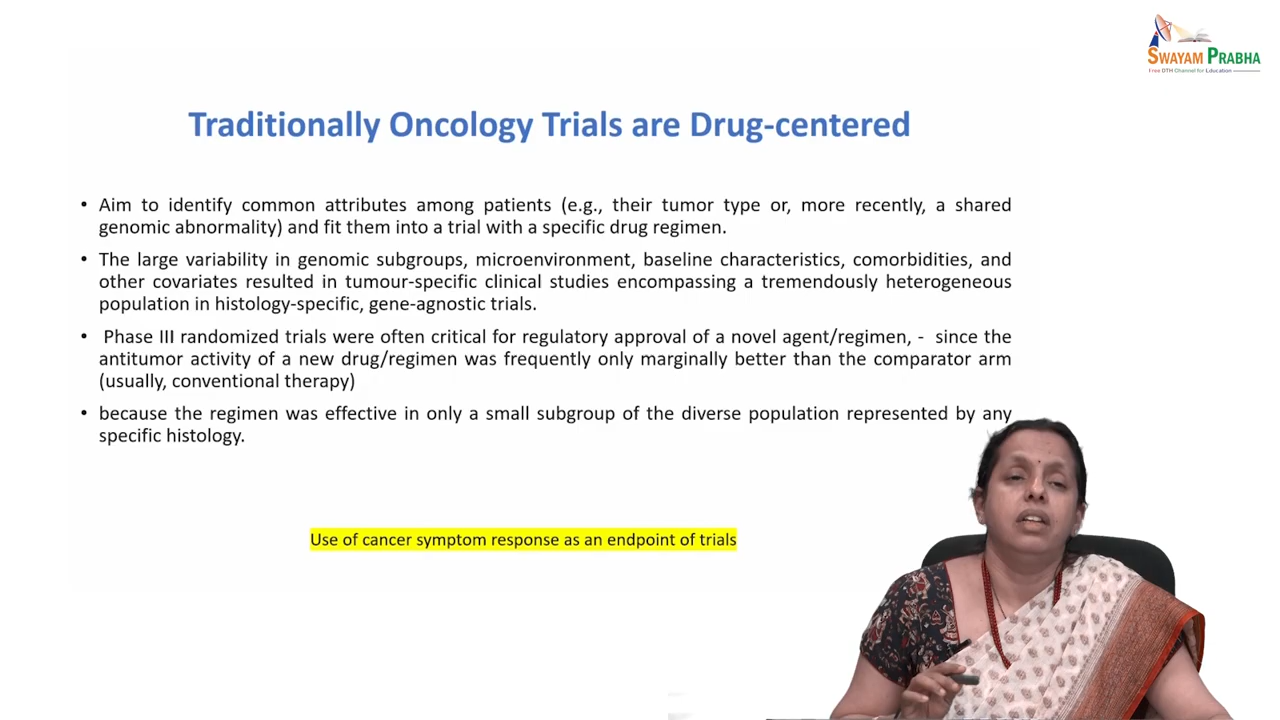 SWAYAM PRABHA
Free DTH Channel for Education
Traditionally Oncology Trials are Drug-centered
• Aim to identify common attributes among patients (e.g., their tumor type or, more recently, a shared
genomic abnormality) and fit them into a trial with a specific drug regimen.
• The large variability in genomic subgroups, microenvironment, baseline characteristics, comorbidities, and
other covariates resulted in tumour-specific clinical studies encompassing a tremendously heterogeneous
population in histology-specific, gene-agnostic trials.
• Phase III randomized trials were often critical for regulatory approval of a novel agent/regimen, - since the
antitumor activity of a new drug/regimen was frequently only marginally better than the comparator arm
(usually, conventional therapy)
• because the regimen was effective in only a small subgroup of the diverse population represented by any
specific histology.
Use of cancer symptom response as an endpoint of trials